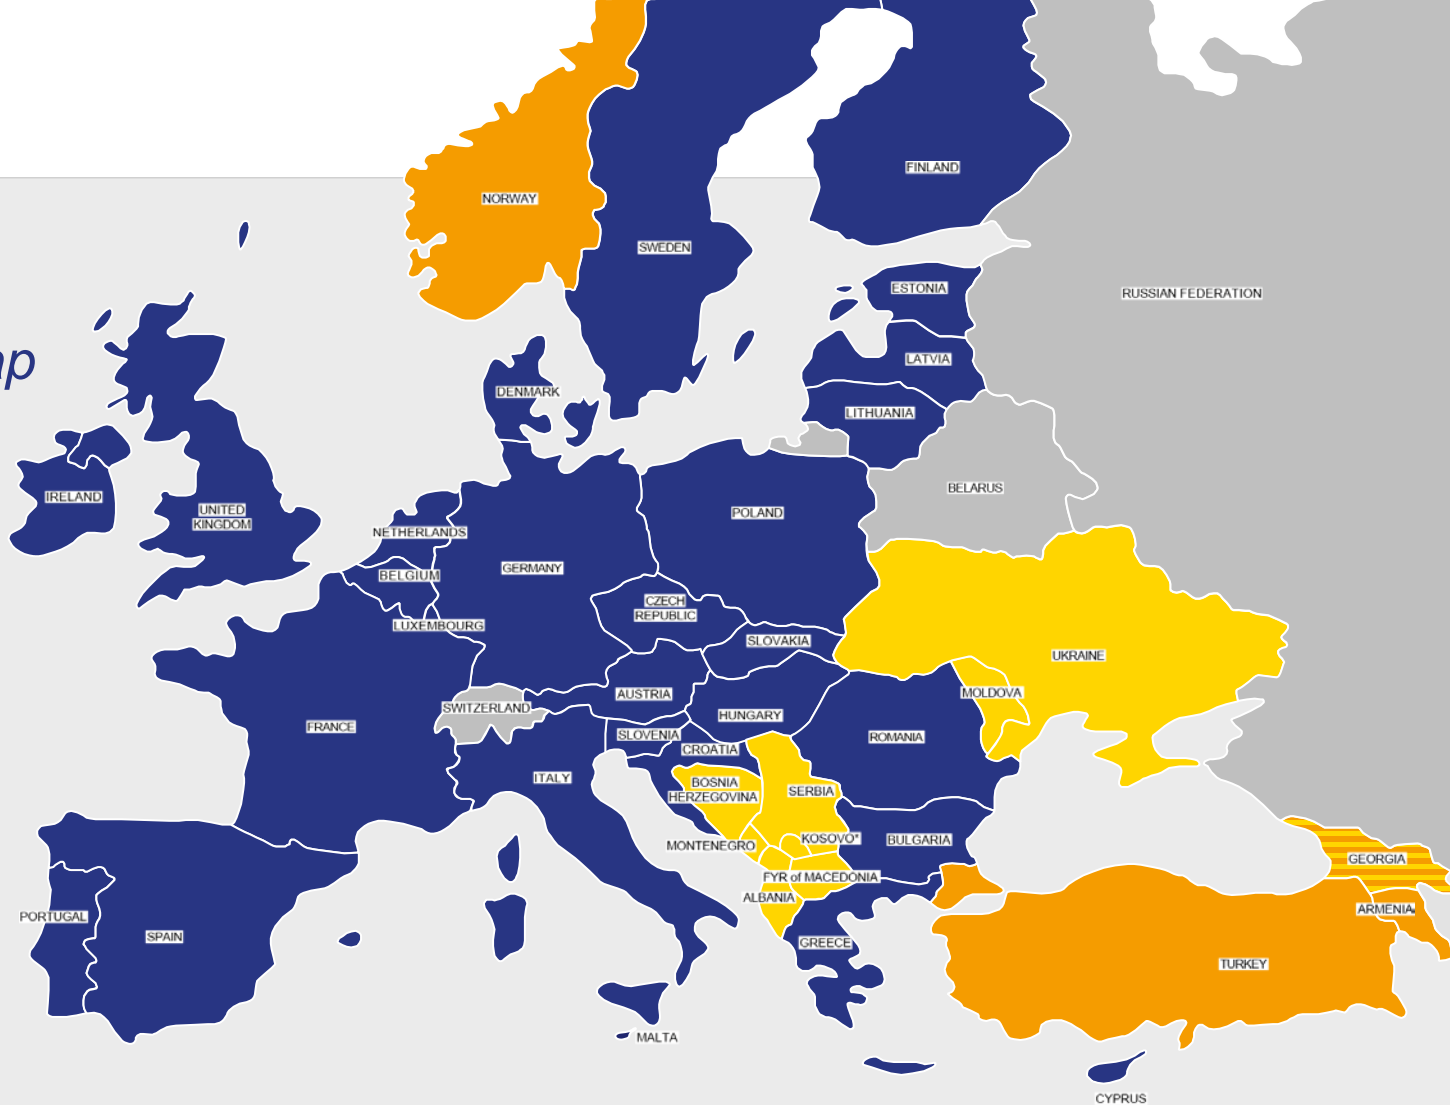 NORWAY
FINLAND
SWEDEN
ESTONIA
RUSSIAN FEDERATION
LATVIA
ap
DENMARK
LITHUANIA
BELARUS
IRELAND
UNITED
KINGDOM
POLAND
NETHERLANDS
GERMANY
BELGIUM
CZECH
REPUBLIC
LUXEMBOURG
SLOVAKIA
UKRAINE
AUSTRIA
MOLDOVA
SWITZERLAND
HUNGARY
FRANCE
SLOVENIA
ROMANIA
CROATIA
ITALY
BOSNIA
HERZEGOVINA
SERBIA
KOSOVO*
BULGARIA
MONTENEGRO
GEORGIA
FYR of MACEDONIA
ALBANIA
ARMENIA
PORTUGAL
SPAIN
GREECE
TURKEY
MALTA
CYPRUS